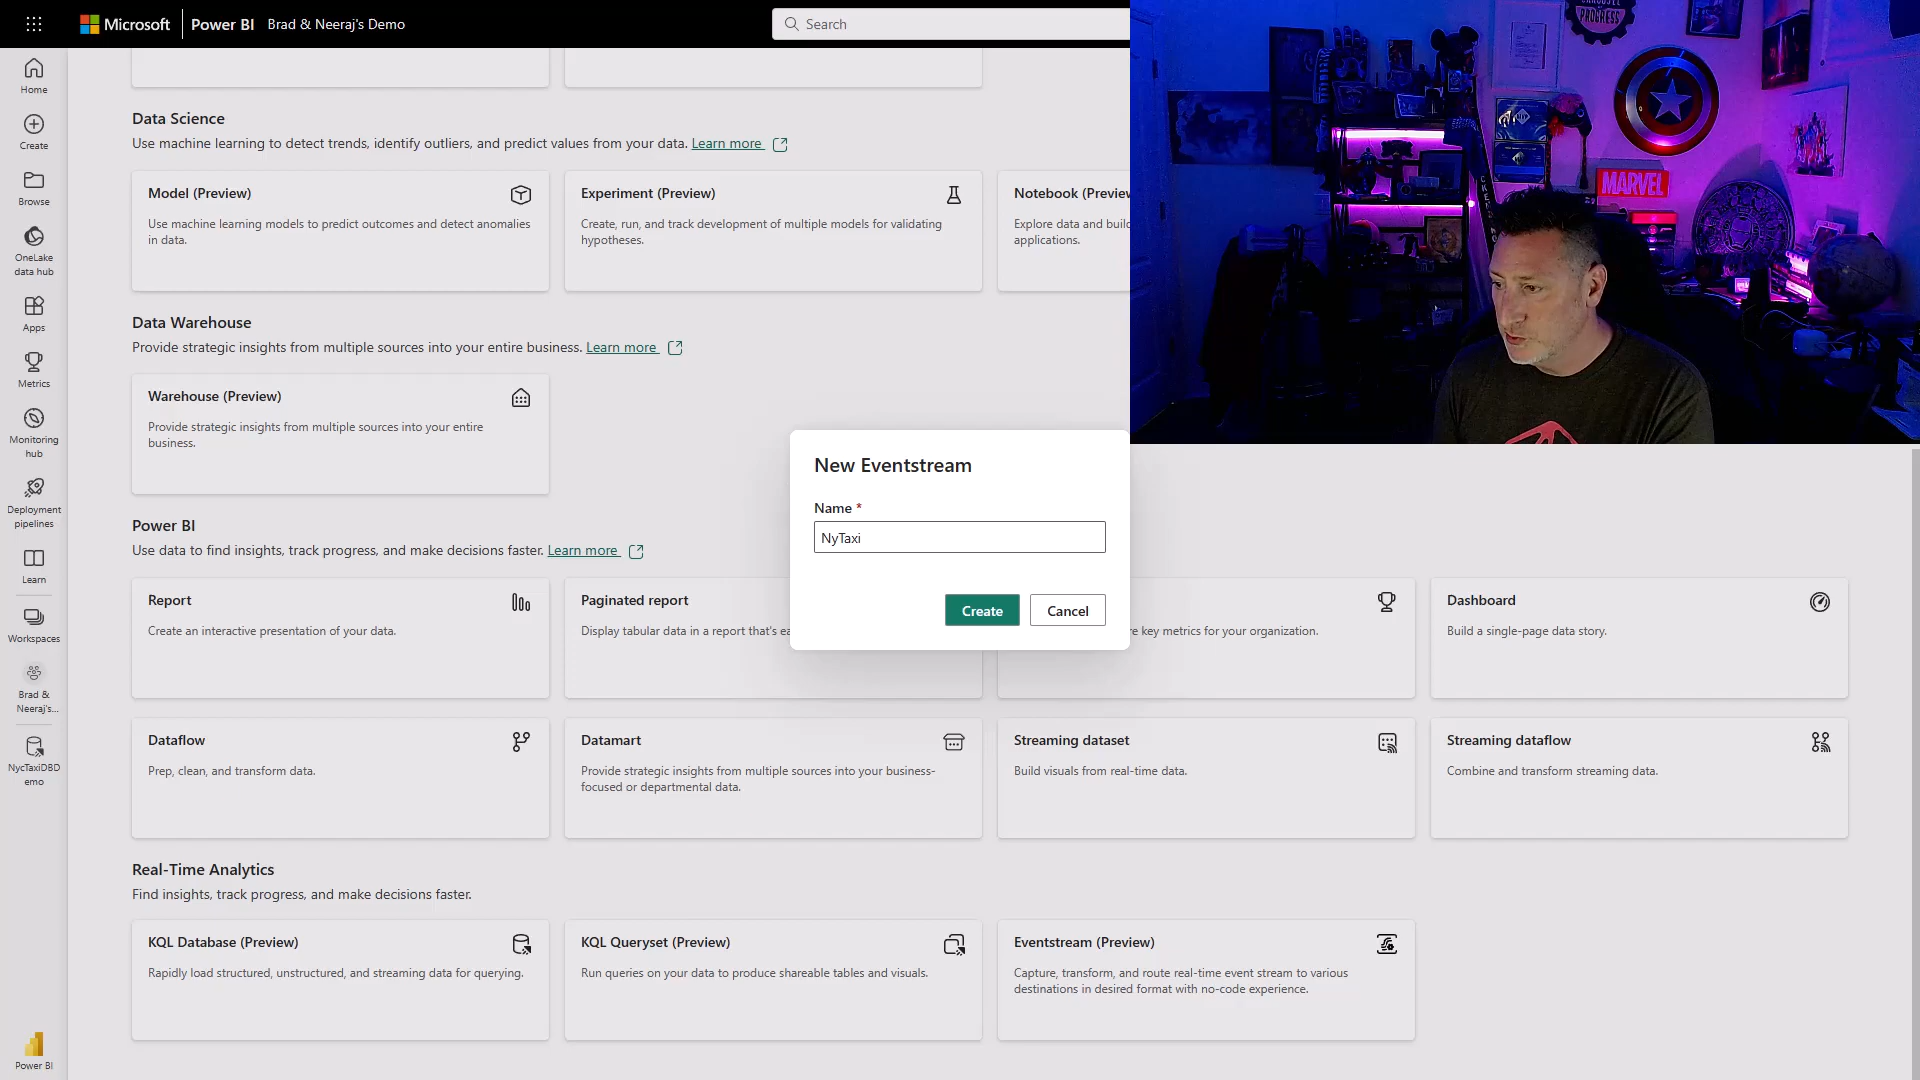 Microsoft
Power BI
Brad & Neeraj's Demo
Search
Home
Create
Browse
OneLake
data hub
Apps
Metrics
Monitoring
hub
Deployment
pipelines
Learn
Workspaces
Brad &
Neeraj's...
NycTaxiDBD
emo
Power BI
Data Science
Use machine learning to detect trends, identify outliers, and predict values from your data. Learn more
Model (Preview)
Use machine learning models to predict outcomes and detect anomalies
in data.
Experiment (Preview)
Create, run, and track development of multiple models for validating
hypotheses.
Notebook (Preview
Explore data and build
applications.
Data Warehouse
Provide strategic insights from multiple sources into your entire business. Learn more
Warehouse (Preview)
Provide strategic insights from multiple sources into your entire
business.
New Eventstream
Name *
NyTaxi
Create
Cancel
Power BI
Use data to find insights, track progress, and make decisions faster. Learn more
Report
Create an interactive presentation of your data.
Paginated report
Display tabular data in a report that's ea
re key metrics for your organization.
Dashboard
Build a single-page data story.
Dataflow
Prep, clean, and transform data.
Datamart
Provide strategic insights from multiple sources into your business-
focused or departmental data.
Streaming dataset
Build visuals from real-time data.
Streaming dataflow
Combine and transform streaming data.
Real-Time Analytics
Find insights, track progress, and make decisions faster.
KQL Database (Preview)
Rapidly load structured, unstructured, and streaming data for querying.
KQL Queryset (Preview)
Run queries on your data to produce shareable tables and visuals.
Eventstream (Preview)
Capture, transform, and route real-time event stream to various
destinations in desired format with no-code experience.
PROGRESS
MARVEL